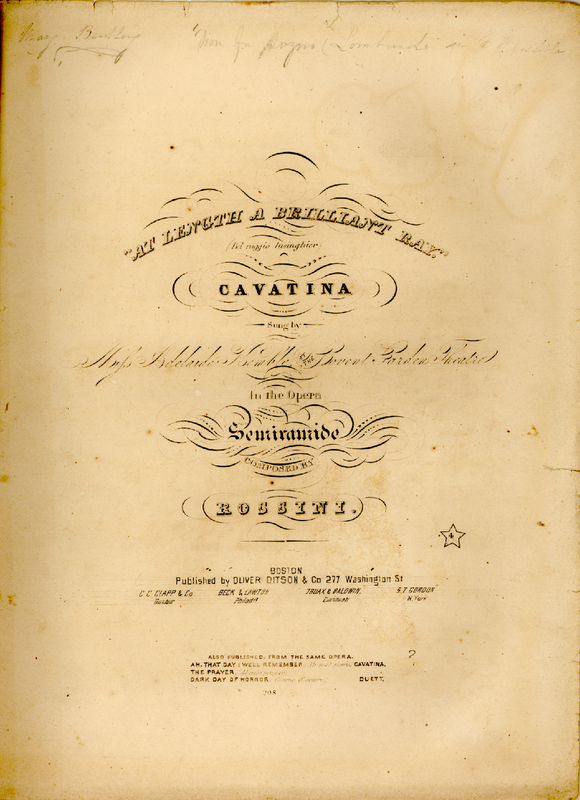 "AT LENGTH A BRILLIANT RAY."
(Bel raggio lusinghier)
CAVATINA
Sung by
Miss Adelaide Kemble, Covent Garden Theatre
In the Opera
Semiramide
COMPOSED BY
ROSSINI.
4
BOSTON
Published by OLIVER DITSON & Co 277 Washington St
C. C. CLAPP & Co. BECK & LAWTON TRUAX & BALDWIN, S. T. GORDON
Boston Philadª Cincinnati N. York
ALSO PUBLISHED, FROM THE SAME OPERA.
?
AH, THAT DAY I WELL REMEMBER. CAVATINA.
THE PRAYER,
DARK DAY OF HORROR. DUETT.
208